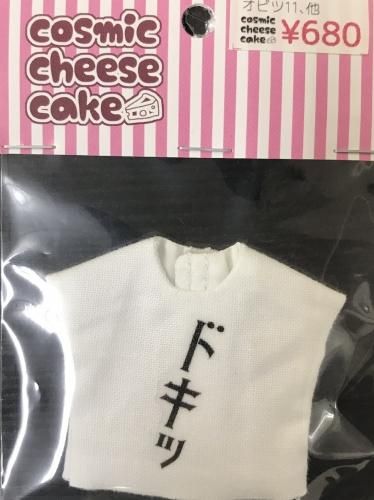 cosmic
cheese
cake
オビツ11、他
cosmic
cheese
cake
¥680
ドキッ